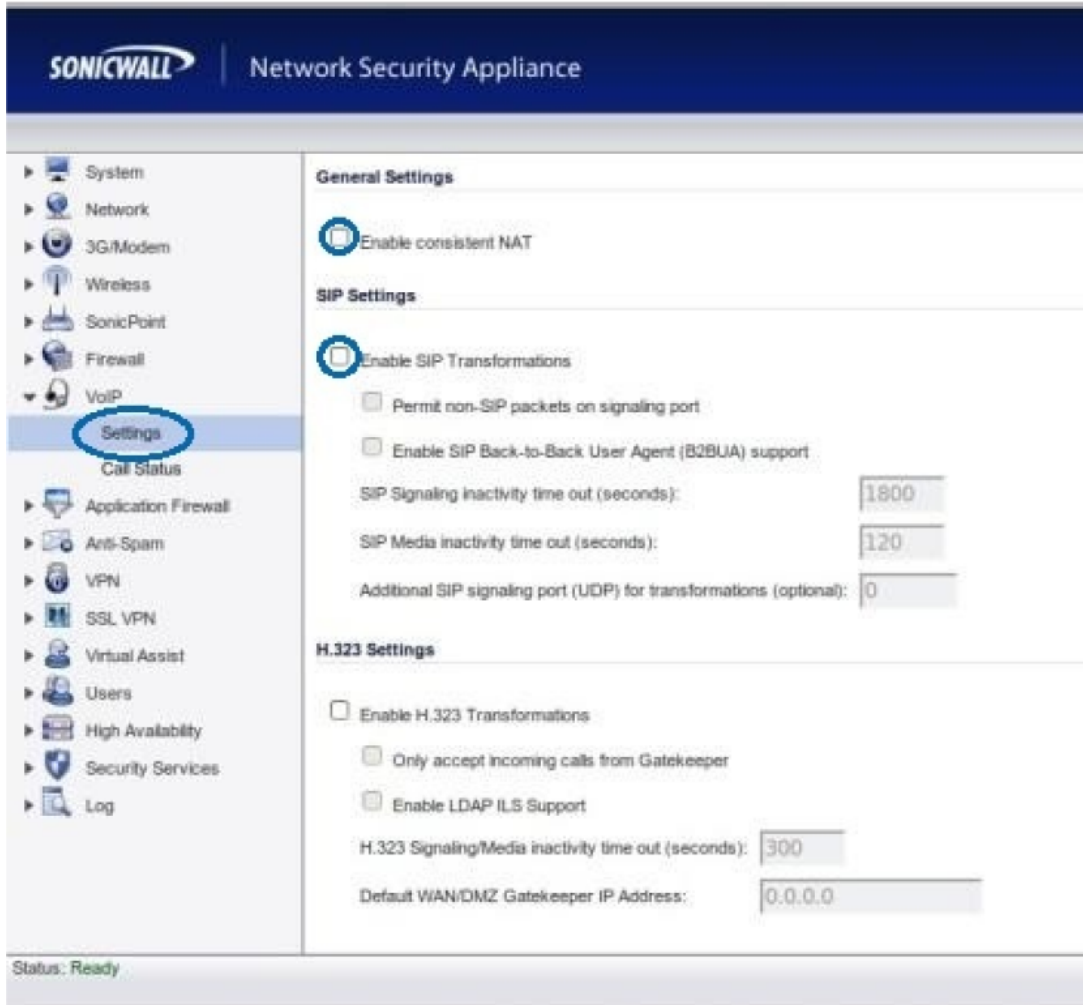 SONICWALL
Network Security Appliance
System
Network
3G/Modem
Wireless
SonicPoint
Firewall
VoIP
Settings
Call Status
Application Firewall
Anti-Spam
VPN
SSL VPN
Virtual Assist
Users
High Availability
Security Services
Log
General Settings
Enable consistent NAT
SIP Settings
Enable SIP Transformations
Permit non-SIP packets on signaling port
Enable SIP Back-to-Back User Agent (B2BUA) support
SIP Signaling inactivity time out (seconds): 1800
SIP Media inactivity time out (seconds): 120
Additional SIP signaling port (UDP) for transformations (optional): 0
H.323 Settings
Enable H.323 Transformations
Only accept incoming calls from Gatekeeper
Enable LDAP ILS Support
H.323 Signaling/Media inactivity time out (seconds): 300
Default WAN/DMZ Gatekeeper IP Address: 0.0.0.0
Status: Ready